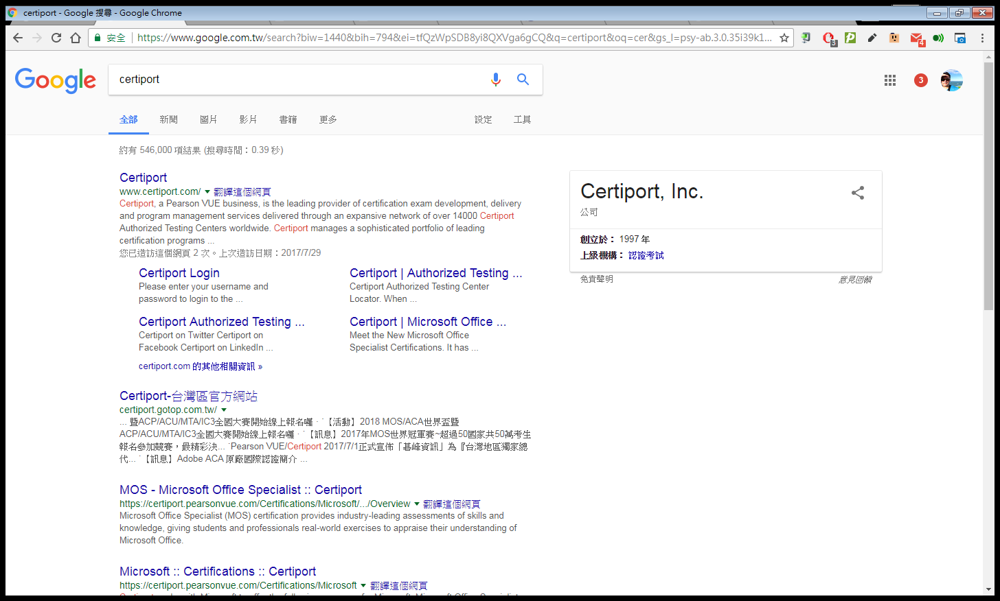 certiport - Google 搜尋 - Google Chrome
安全 https://www.google.com.tw/search?biw=1440&bih=794&ei=tfQzWpSDB8yi8QXVga6gCQ&q=certiport&oq=cer&gs_l=psy-ab.3.0.35i39k1...
3
4
Google
certiport
3
全部 新聞 圖片 影片 書籍 更多 設定 工具
約有 546,000 項結果 (搜尋時間：0.39 秒)
Certiport
www.certiport.com/ 翻譯這個網頁
Certiport, a Pearson VUE business, is the leading provider of certification exam development, delivery
and program management services delivered through an expansive network of over 14000 Certiport
Authorized Testing Centers worldwide. Certiport manages a sophisticated portfolio of leading
certification programs ...
您已造訪這個網頁 2 次。上次造訪日期：2017/7/29
Certiport Login
Please enter your username and
password to login to the ...
Certiport | Authorized Testing ...
Certiport Authorized Testing Center
Locator. When ...
Certiport Authorized Testing ...
Certiport on Twitter Certiport on
Facebook Certiport on LinkedIn ...
Certiport | Microsoft Office ...
Meet the New Microsoft Office
Specialist Certifications. It has ...
certiport.com 的其他相關資訊 »
Certiport-台灣區官方網站
certiport.gotop.com.tw/
... 暨ACP/ACU/MTA/IC3全國大賽開始線上報名囉 · ˙【活動】2018 MOS/ACA世界盃暨
ACP/ACU/MTA/IC3全國大賽開始線上報名囉 · ˙【訊息】2017年MOS世界冠軍賽~超過50國家共50萬考生
報名參加競賽，最精彩決... ˙Pearson VUE/Certiport 2017/7/1正式宣佈「碁峰資訊」為『台灣地區獨家總
代... ˙【訊息】Adobe ACA 原廠國際認證簡介 ...
MOS - Microsoft Office Specialist :: Certiport
https://certiport.pearsonvue.com/Certifications/Microsoft/.../Overview 翻譯這個網頁
Microsoft Office Specialist (MOS) certification provides industry-leading assessments of skills and
knowledge, giving students and professionals real-world exercises to appraise their understanding of
Microsoft Office.
Microsoft :: Certifications :: Certiport
https://certiport.pearsonvue.com/Certifications/Microsoft 翻譯這個網頁
Certiport, Inc.
公司
創立於： 1997 年
上級機構： 認證考試
免責聲明
意見回饋